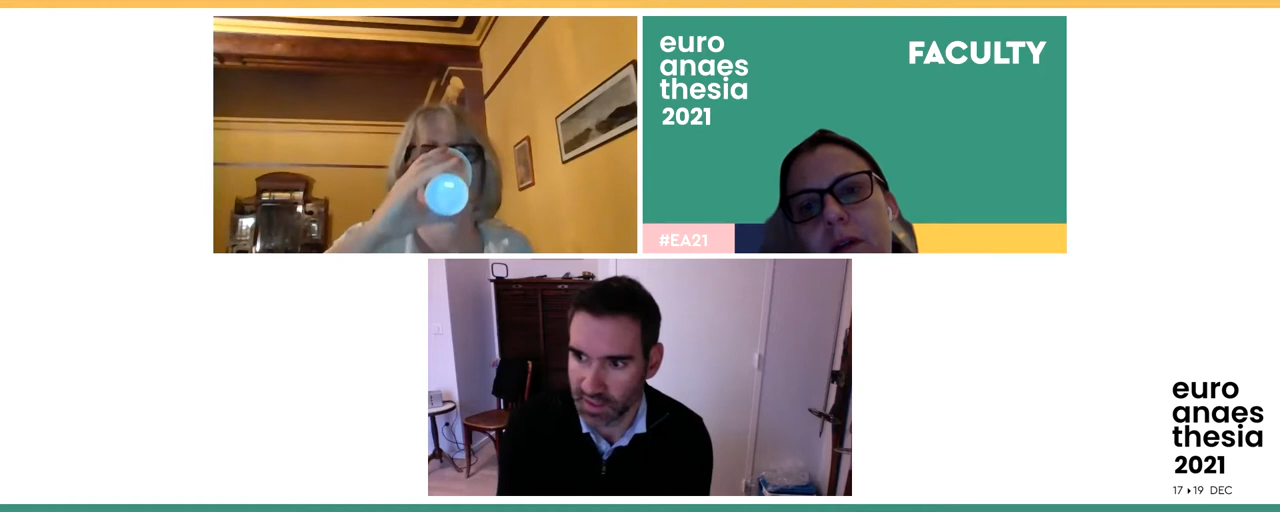 euro
anaes
thesia
2021
FACULTY
#EA21
euro
anaes
thesia
2021
17 ▸ 19 DEC